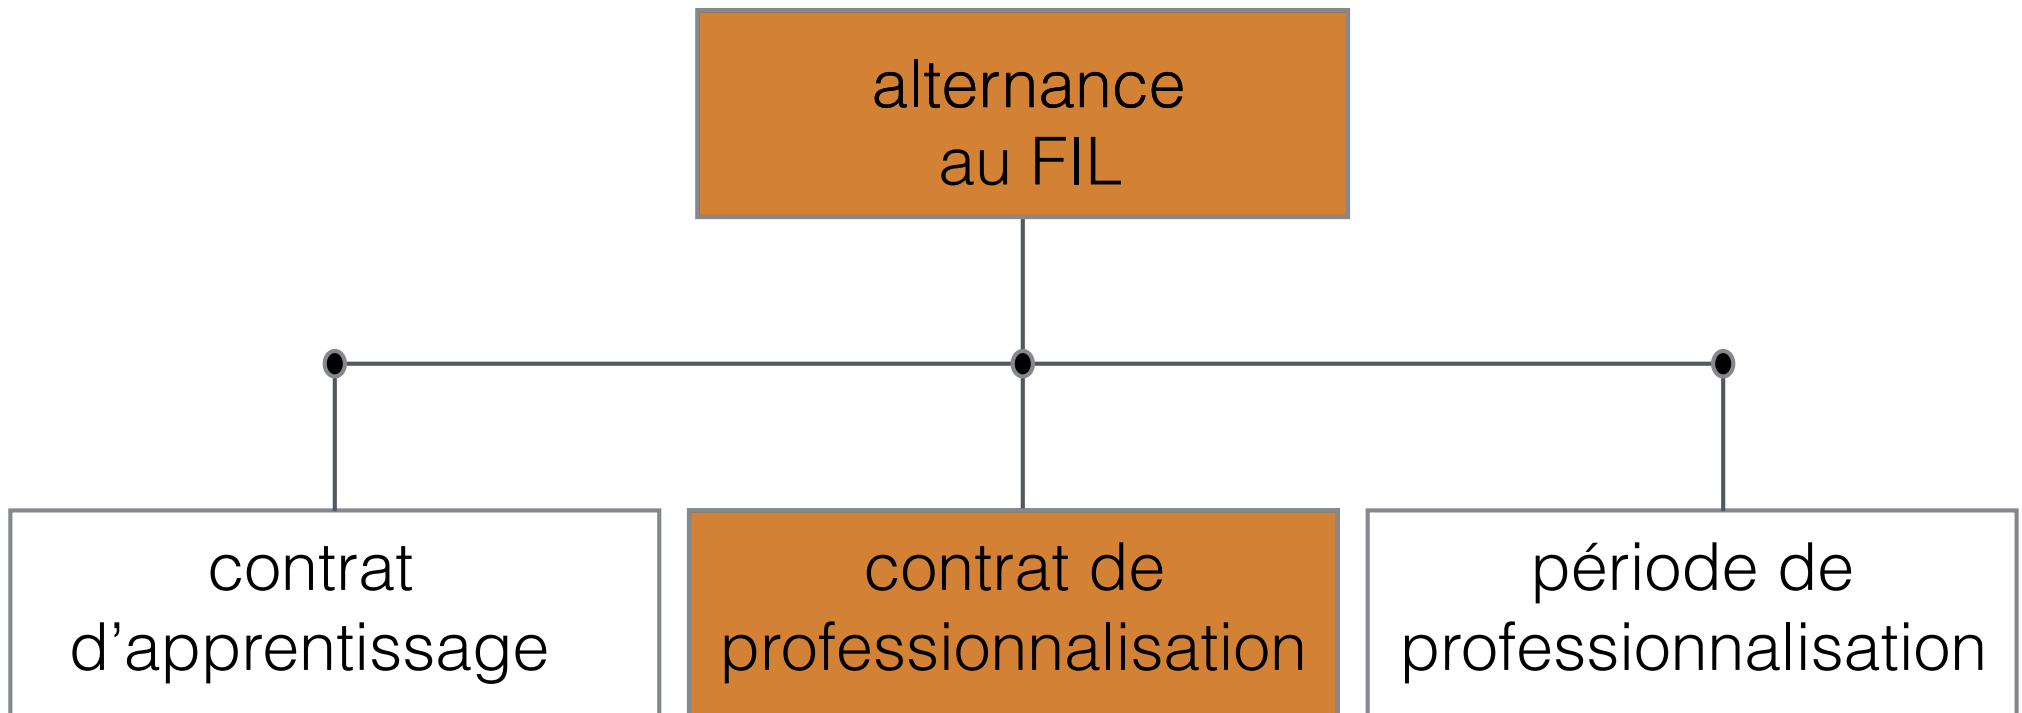 alternance
au FIL
contrat
d’apprentissage
contrat de
professionnalisation
période de
professionnalisation